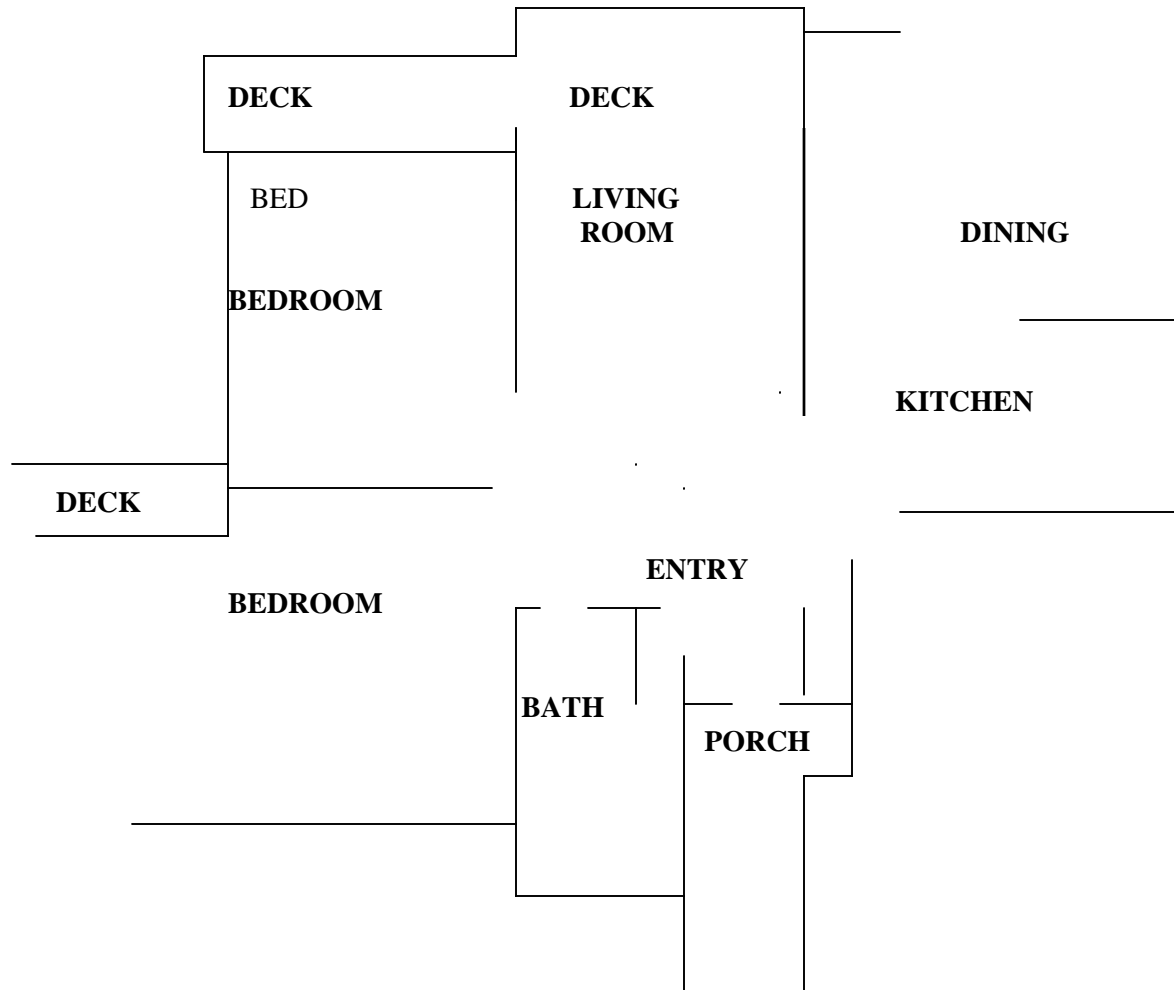 DECK
DECK
BED
LIVING
ROOM
DINING
BEDROOM
KITCHEN
DECK
ENTRY
BEDROOM
BATH
PORCH